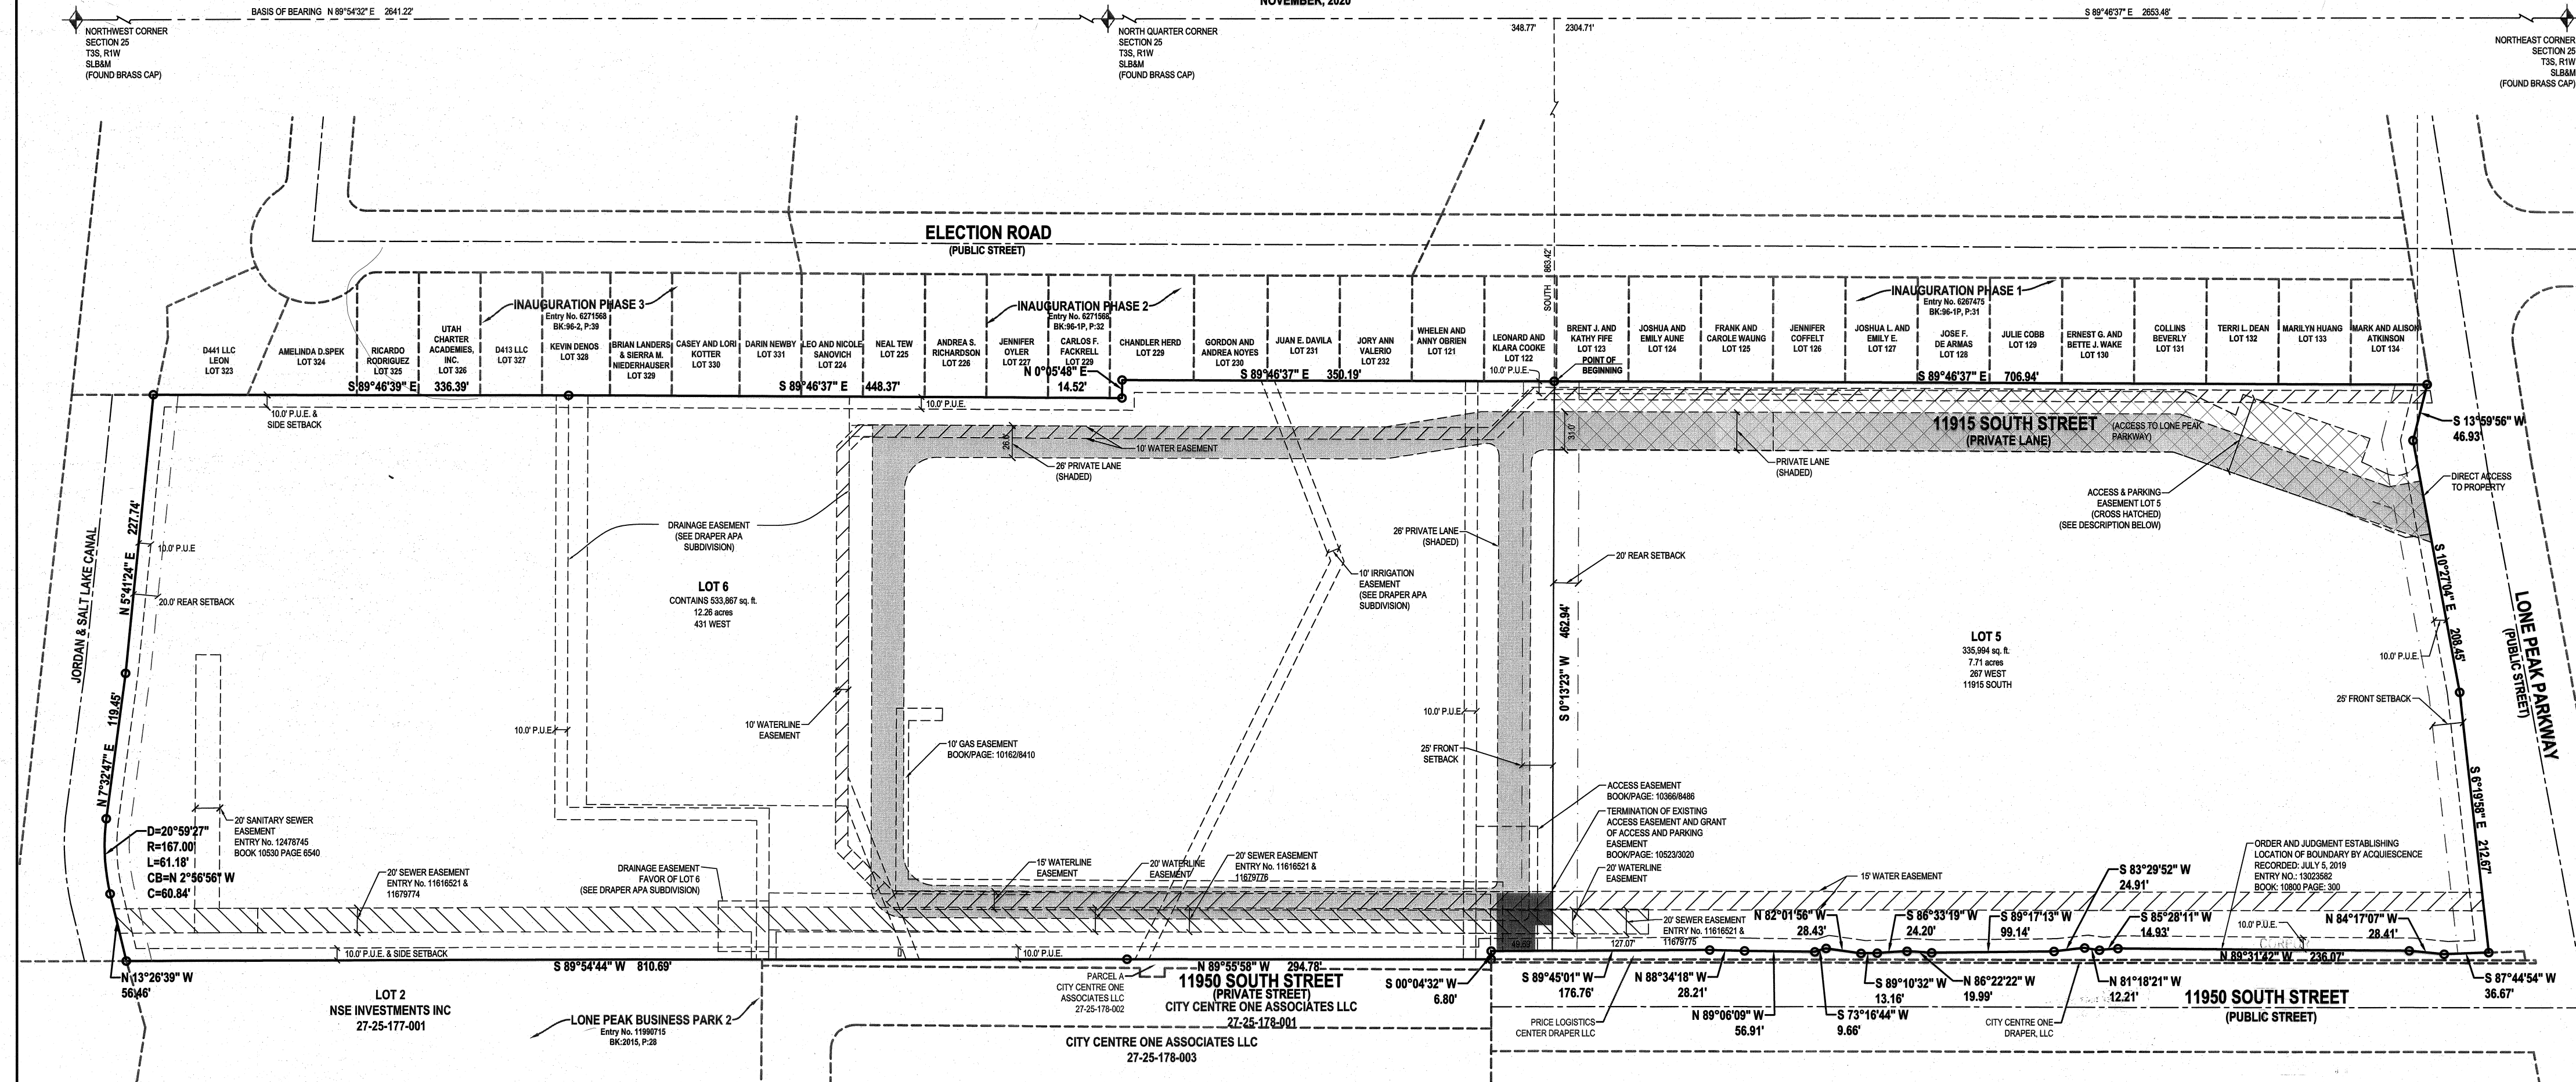 NOVEMBER, 2020
BASIS OF BEARING N 89°54'32" E 2641.22'
S 89°46'37" E 2653.48'
NORTHWEST CORNER
SECTION 25
T3S, R1W
SLB&M
(FOUND BRASS CAP)
NORTH QUARTER CORNER
SECTION 25
T3S, R1W
SLB&M
(FOUND BRASS CAP)
348.77'
2304.71'
NORTHEAST CORNER
SECTION 25
T3S, R1W
SLB&M
(FOUND BRASS CAP)
ELECTION ROAD
(PUBLIC STREET)
SOUTH 863.42'
INAUGURATION PHASE 3
Entry No. 6271568
BK:96-2, P:39
INAUGURATION PHASE 2
Entry No. 6271568
BK:96-1P, P:32
INAUGURATION PHASE 1
Entry No. 6267475
BK:96-1P, P:31
D441 LLC
LEON
LOT 323
AMELINDA D.SPEK
LOT 324
RICARDO
RODRIGUEZ
LOT 325
UTAH
CHARTER
ACADEMIES,
INC.
LOT 326
D413 LLC
LOT 327
KEVIN DENOS
LOT 328
BRIAN LANDERS
& SIERRA M.
NIEDERHAUSER
LOT 329
CASEY AND LORI
KOTTER
LOT 330
DARIN NEWBY
LOT 331
LEO AND NICOLE
SANOVICH
LOT 224
NEAL TEW
LOT 225
ANDREA S.
RICHARDSON
LOT 226
JENNIFER
OYLER
LOT 227
CARLOS F.
FACKRELL
LOT 229
CHANDLER HERD
LOT 229
GORDON AND
ANDREA NOYES
LOT 230
JUAN E. DAVILA
LOT 231
JORY ANN
VALERIO
LOT 232
WHELEN AND
ANNY OBRIEN
LOT 121
LEONARD AND
KLARA COOKE
LOT 122
BRENT J. AND
KATHY FIFE
LOT 123
POINT OF
BEGINNING
JOSHUA AND
EMILY AUNE
LOT 124
FRANK AND
CAROLE WAUNG
LOT 125
JENNIFER
COFFELT
LOT 126
JOSHUA L. AND
EMILY E.
LOT 127
JOSE F.
DE ARMAS
LOT 128
JULIE COBB
LOT 129
ERNEST G. AND
BETTE J. WAKE
LOT 130
COLLINS
BEVERLY
LOT 131
TERRI L. DEAN
LOT 132
MARILYN HUANG
LOT 133
MARK AND ALISON
ATKINSON
LOT 134
S 89°46'39" E 336.39'
S 89°46'37" E 448.37'
N 0°05'48" E
14.52'
S 89°46'37" E 350.19'
10.0' P.U.E.
S 89°46'37" E 706.94'
10.0' P.U.E. &
SIDE SETBACK
10.0' P.U.E.
26.0'
10' WATER EASEMENT
26' PRIVATE LANE
(SHADED)
31.0'
11915 SOUTH STREET
(PRIVATE LANE)
(ACCESS TO LONE PEAK
PARKWAY)
PRIVATE LANE
(SHADED)
S 13°59'56" W
46.93'
DIRECT ACCESS
TO PROPERTY
ACCESS & PARKING
EASEMENT LOT 5
(CROSS HATCHED)
(SEE DESCRIPTION BELOW)
JORDAN & SALT LAKE CANAL
N 5°41'24" E 227.74'
10.0' P.U.E
20.0' REAR SETBACK
DRAINAGE EASEMENT
(SEE DRAPER APA
SUBDIVISION)
LOT 6
CONTAINS 533,867 sq. ft.
12.26 acres
431 WEST
26' PRIVATE LANE
(SHADED)
10' IRRIGATION
EASEMENT
(SEE DRAPER APA
SUBDIVISION)
20' REAR SETBACK
S 0°13'23" W 462.94'
LOT 5
335,994 sq. ft.
7.71 acres
267 WEST
11915 SOUTH
S 10°27'04" E 208.45'
10.0' P.U.E.
25' FRONT SETBACK
LONE PEAK PARKWAY
(PUBLIC STREET)
S 6°19'58" E 212.67'
N 7°32'47" E 119.45'
10.0' P.U.E.
10' WATERLINE
EASEMENT
10' GAS EASEMENT
BOOK/PAGE: 10162/8410
10.0' P.U.E.
25' FRONT
SETBACK
ACCESS EASEMENT
BOOK/PAGE: 10366/8486
TERMINATION OF EXISTING
ACCESS EASEMENT AND GRANT
OF ACCESS AND PARKING
EASEMENT
BOOK/PAGE: 10523/3020
20' WATERLINE
EASEMENT
D=20°59'27"
R=167.00'
L=61.18'
CB=N 2°56'56" W
C=60.84'
20' SANITARY SEWER
EASEMENT
ENTRY No. 12478745
BOOK 10530 PAGE 6540
20' SEWER EASEMENT
ENTRY No. 11616521 &
11679774
DRAINAGE EASEMENT
FAVOR OF LOT 6
(SEE DRAPER APA SUBDIVISION)
15' WATERLINE
EASEMENT
20' WATERLINE
EASEMENT
20' SEWER EASEMENT
ENTRY No. 11616521 &
11679776
15' WATER EASEMENT
ORDER AND JUDGMENT ESTABLISHING
LOCATION OF BOUNDARY BY ACQUIESCENCE
RECORDED: JULY 5, 2019
ENTRY NO.: 13023582
BOOK: 10800 PAGE: 300
20' SEWER EASEMENT
ENTRY No. 11616521 &
11679775
49.69'
127.07'
N 82°01'56" W
28.43'
S 86°33'19" W
24.20'
S 89°17'13" W
99.14'
S 83°29'52" W
24.91'
S 85°28'11" W
14.93'
10.0' P.U.E.
N 84°17'07" W
28.41'
N 89°31'42" W 236.07'
N 13°26'39" W
56.46'
10.0' P.U.E. & SIDE SETBACK
S 89°54'44" W 810.69'
10.0' P.U.E.
N 89°55'58" W 294.78'
S 00°04'32" W
6.80'
S 89°45'01" W
176.76'
N 88°34'18" W
28.21'
N 89°06'09" W
56.91'
S 73°16'44" W
9.66'
S 89°10'32" W
13.16'
N 86°22'22" W
19.99'
N 81°18'21" W
12.21'
S 87°44'54" W
36.67'
LOT 2
NSE INVESTMENTS INC
27-25-177-001
LONE PEAK BUSINESS PARK 2
Entry No. 11990715
BK:2015, P:28
PARCEL A
CITY CENTRE ONE
ASSOCIATES LLC
27-25-178-002
11950 SOUTH STREET
(PRIVATE STREET)
CITY CENTRE ONE ASSOCIATES LLC
27-25-178-001
CITY CENTRE ONE ASSOCIATES LLC
27-25-178-003
PRICE LOGISTICS
CENTER DRAPER LLC
CITY CENTRE ONE
DRAPER, LLC
11950 SOUTH STREET
(PUBLIC STREET)